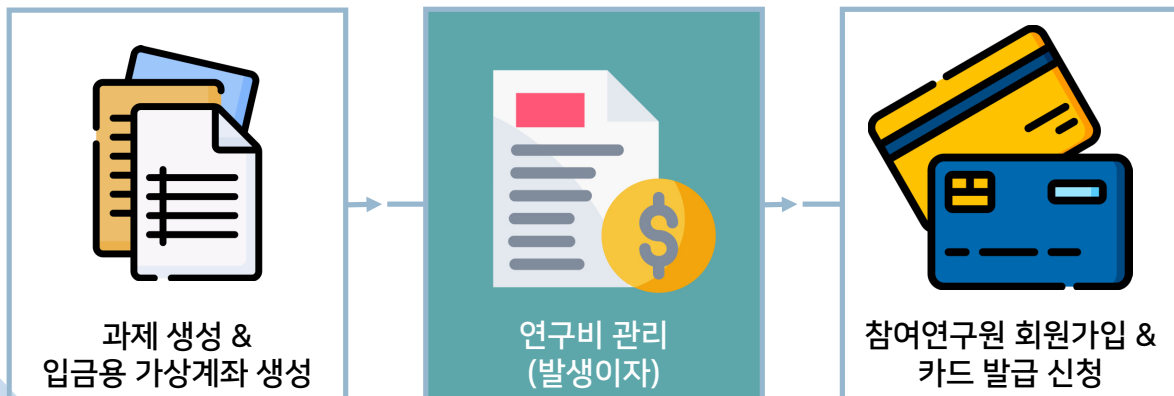 과제 생성 &
입금용 가상계좌 생성
$
연구비 관리
(발생이자)
참여연구원 회원가입 &
카드 발급 신청